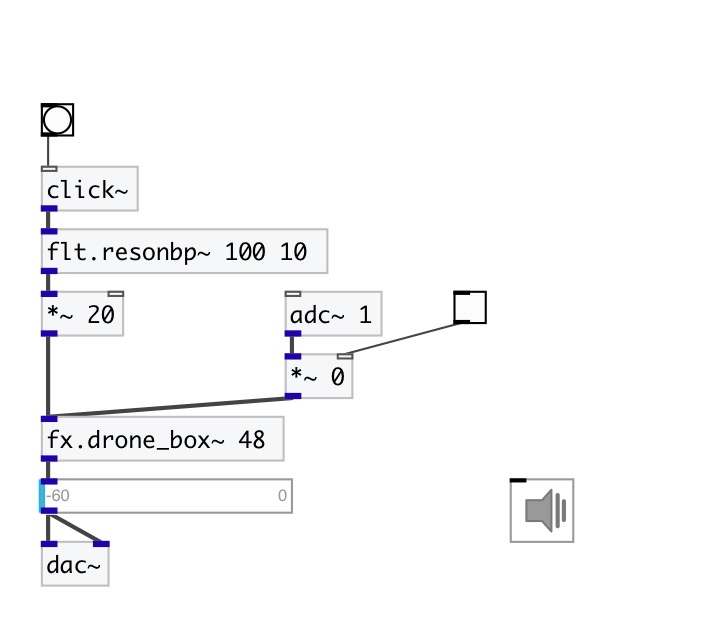 click~
flt.resonbp~ 100 10
*~ 20
adc~ 1
*~ 0
fx.drone_box~ 48
-60 0
dac~